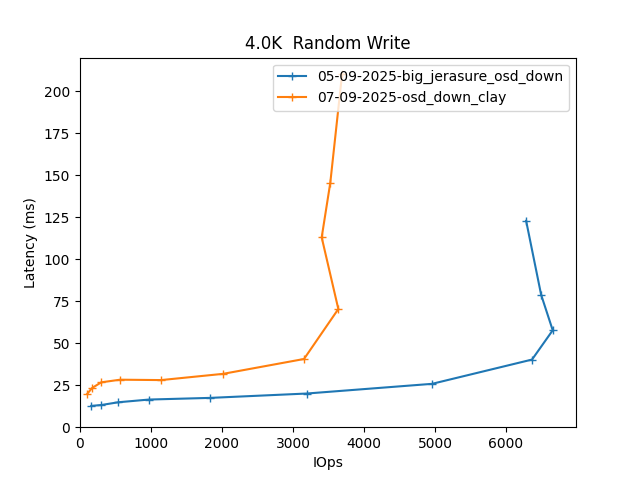 4.0K  Random Write
05-09-2025-big_jerasure_osd_down
07-09-2025-osd_down_clay
Latency (ms)
200
175
150
125
100
75
50
25
0
0 1000 2000 3000 4000 5000 6000
IOps